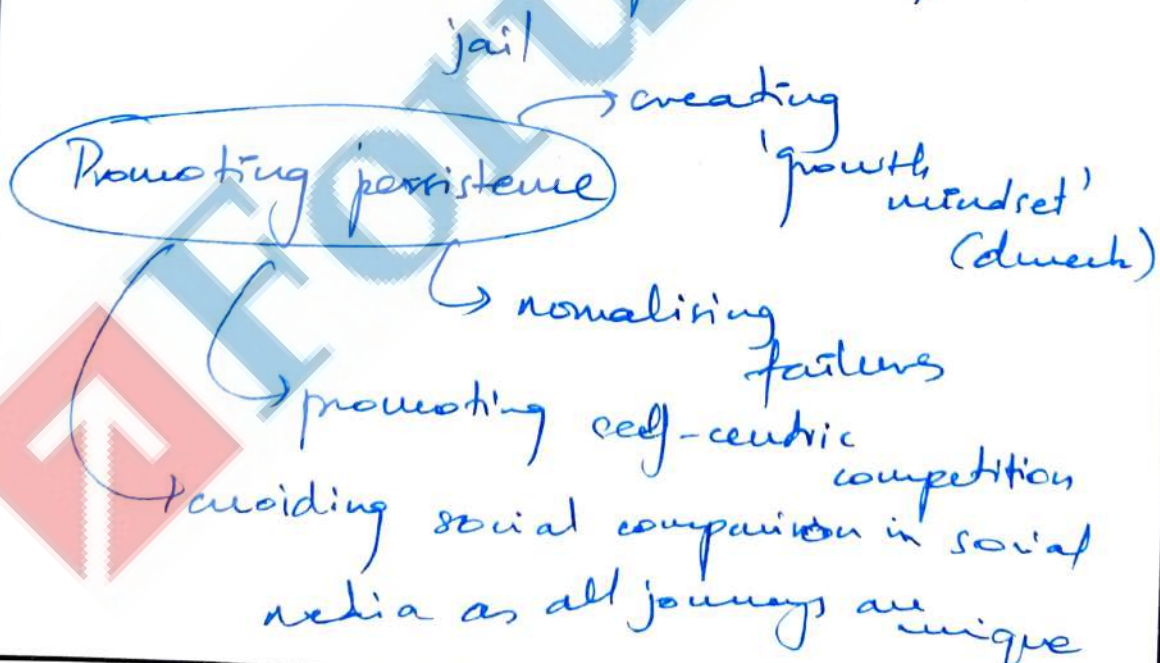 jail
Promoting persistence
creating
'growth
mindset'
(dweck)
normalising
failures
promoting self-centric
competition
avoiding social comparison in social
media as all journeys are
unique
For